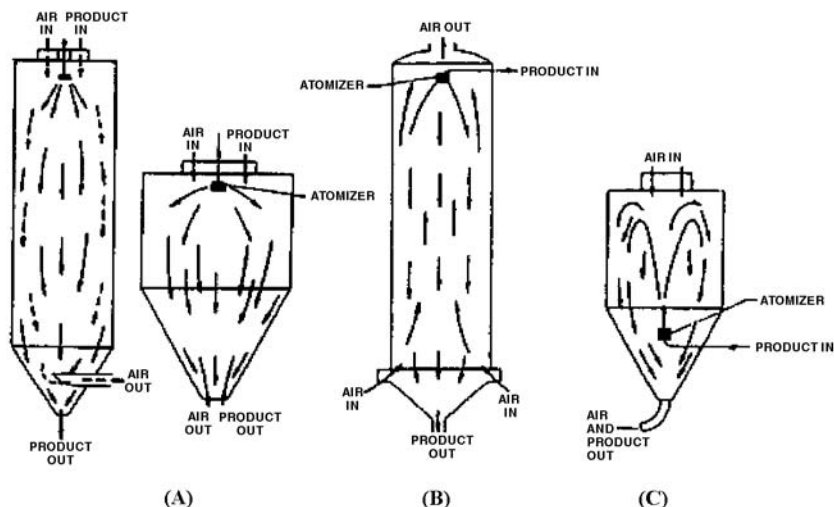 AIR IN
PRODUCT IN
AIR OUT
PRODUCT OUT
AIR IN
PRODUCT IN
ATOMIZER
AIR OUT
PRODUCT OUT
(A)
AIR OUT
ATOMIZER
PRODUCT IN
AIR IN
AIR IN
PRODUCT OUT
(B)
AIR IN
ATOMIZER
PRODUCT IN
AIR
AND
PRODUCT
OUT
(C)